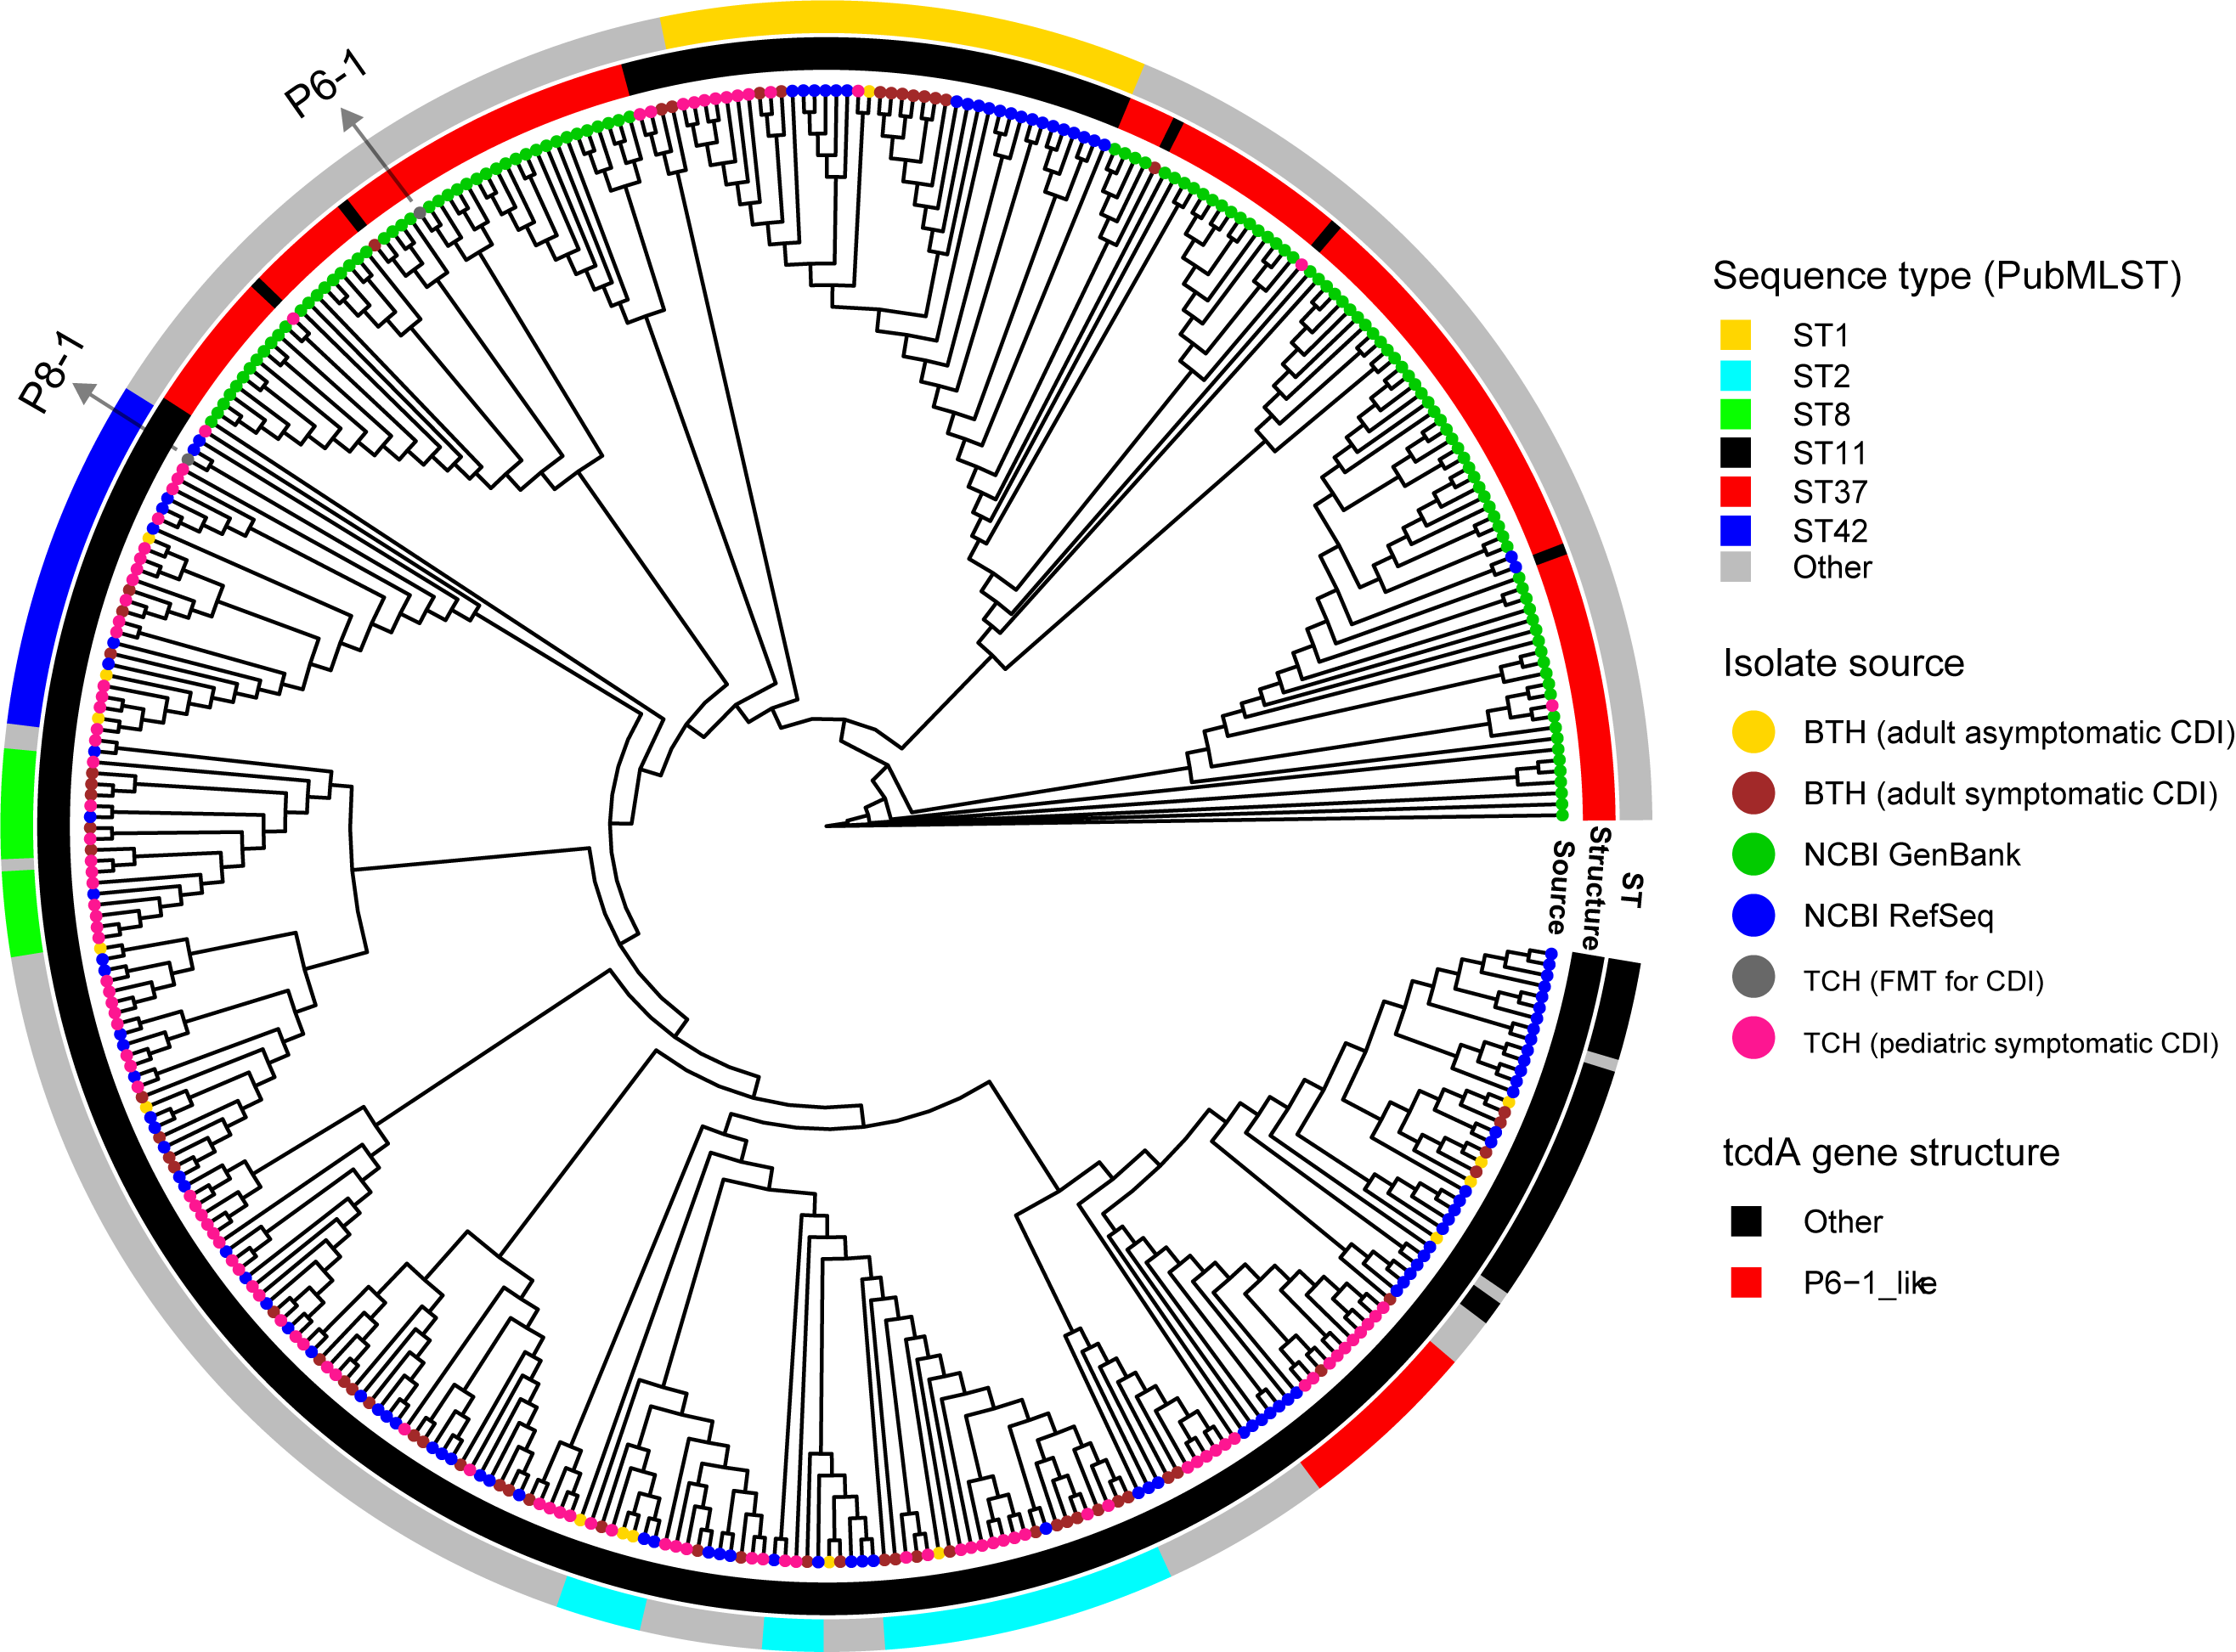 P6-1
P8-1
Source
Structure
ST
Sequence type (PubMLST)
ST1
ST2
ST8
ST11
ST37
ST42
Other
Isolate source
BTH (adult asymptomatic CDI)
BTH (adult symptomatic CDI)
NCBI GenBank
NCBI RefSeq
TCH (FMT for CDI)
TCH (pediatric symptomatic CDI)
tcdA gene structure
Other
P6−1_like